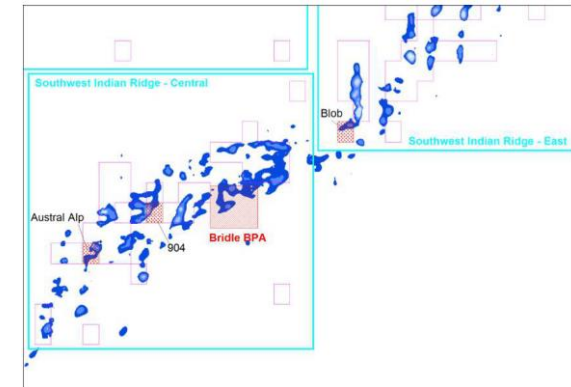 Southwest Indian Ridge - Central
Blob
Southwest Indian Ridge - East
Austral Alp
904
Bridle BPA